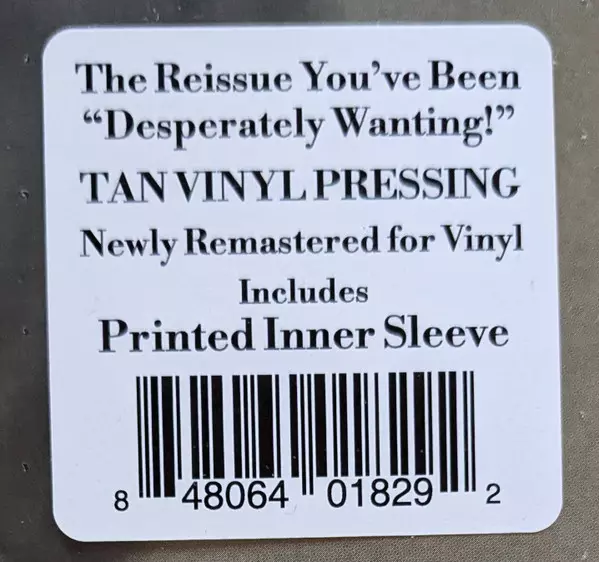 The Reissue You’ve Been
“Desperately Wanting!”
TAN VINYL PRESSING
Newly Remastered for Vinyl
Includes
Printed Inner Sleeve
8 48064 01829 2